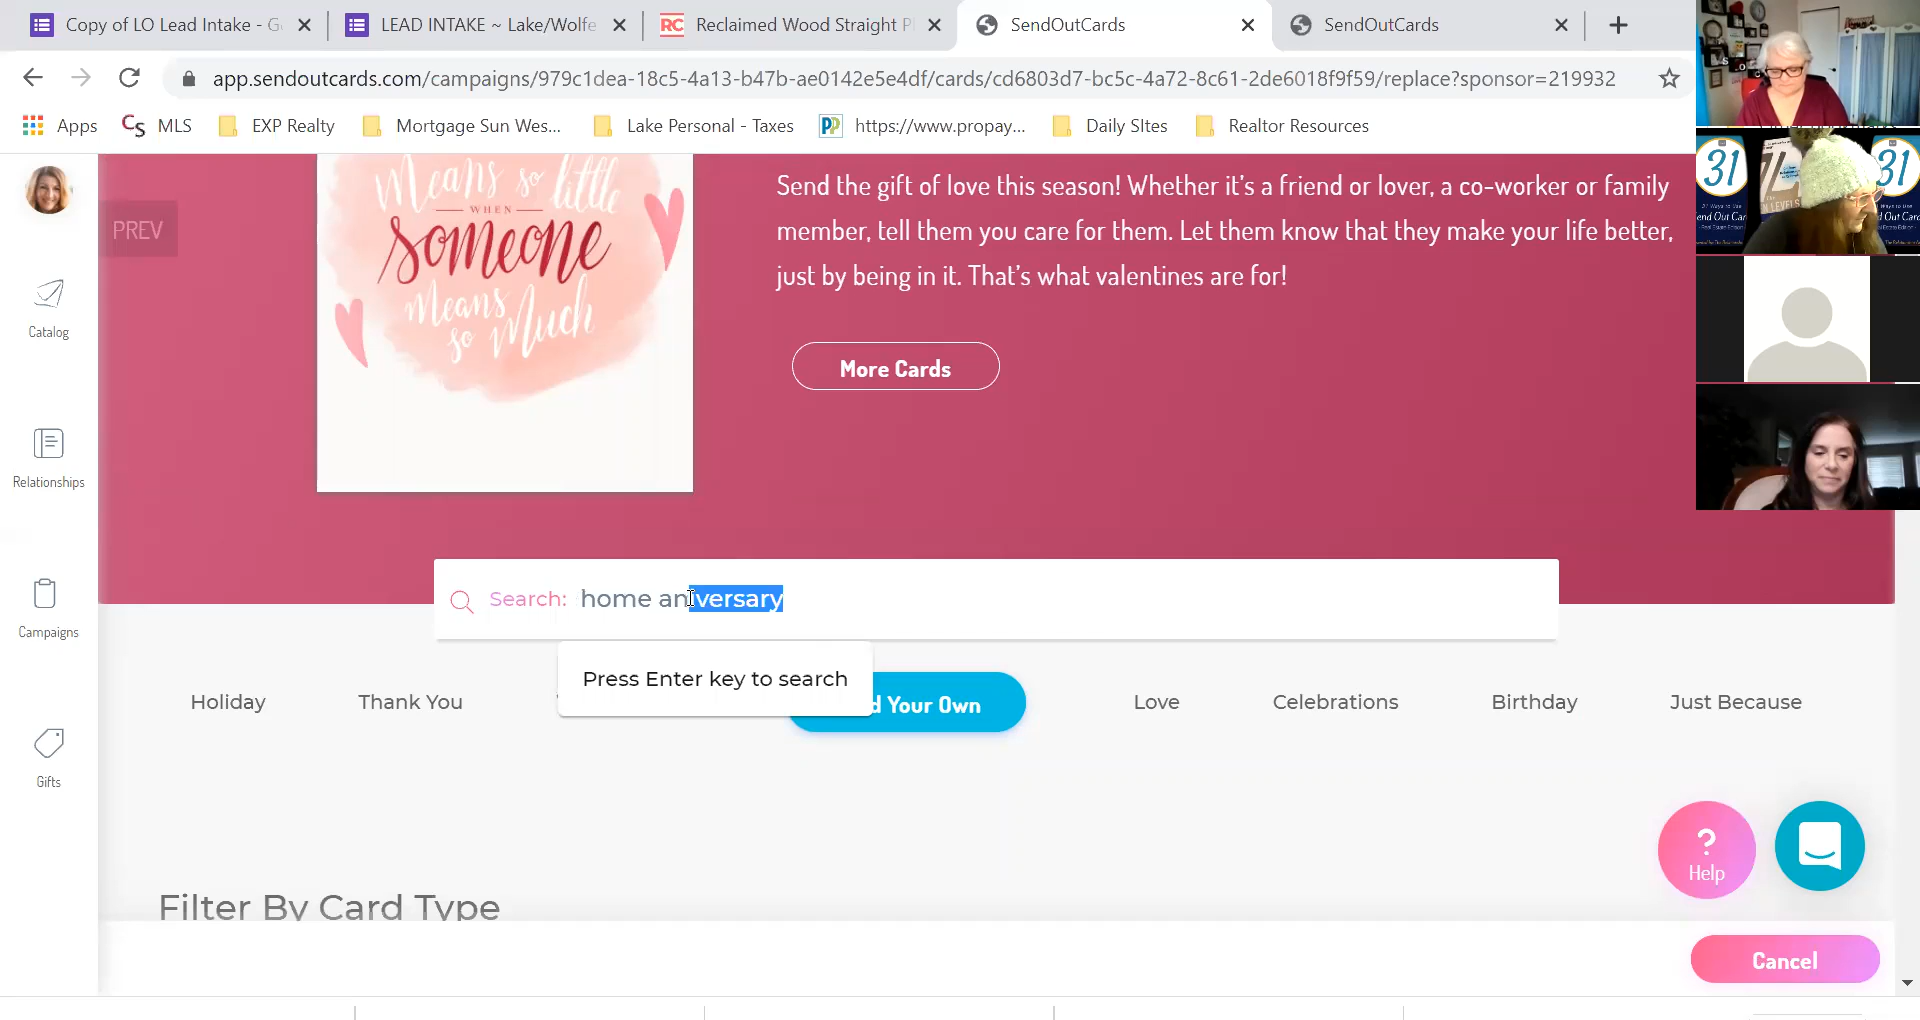 Copy of LO Lead Intake - G
LEAD INTAKE ~ Lake/Wolfe
RC Reclaimed Wood Straight P
SendOutCards
SendOutCards
app.sendoutcards.com/campaigns/979c1dea-18c5-4a13-b47b-ae0142e5e4df/cards/cd6803d7-bc5c-4a72-8c61-2de6018f9f59/replace?sponsor=219932
Apps
CS MLS
EXP Realty
Mortgage Sun Wes...
Lake Personal - Taxes
PP https://www.propay...
Daily SItes
Realtor Resources
PREV
Catalog
Relationships
Campaigns
Gifts
Means so little
WHEN
someone
Means
so Much
Send the gift of love this season! Whether it's a friend or lover, a co-worker or family
member, tell them you care for them. Let them know that they make your life better,
just by being in it. That's what valentines are for!
More Cards
Search: home aniversary
Press Enter key to search
Holiday
Thank You
d Your Own
Love
Celebrations
Birthday
Just Because
Filter By Card Type
? Help
Cancel
31
31